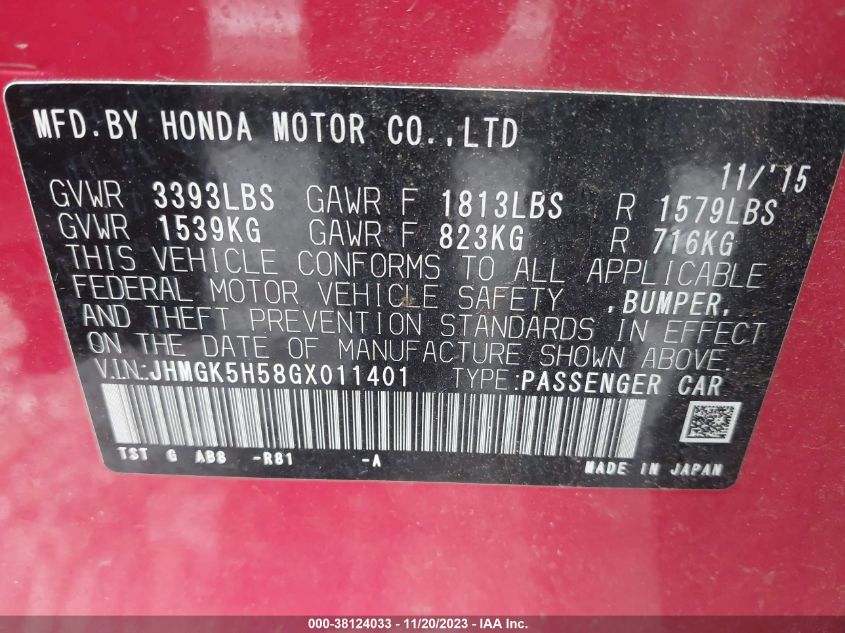 MFD.BY HONDA MOTOR CO.,LTD
11/'15
GVWR 3393LBS GAWR F 1813LBS R 1579LBS
GVWR 1539KG GAWR F 823KG R 716KG
THIS VEHICLE CONFORMS TO ALL APPLICABLE
FEDERAL MOTOR VEHICLE SAFETY ,BUMPER,
AND THEFT PREVENTION STANDARDS IN EFFECT
ON THE DATE OF MANUFACTURE SHOWN ABOVE.
V.IN.:JHMGK5H58GX011401 TYPE:PASSENGER CAR
TST G AB8 -R81 -A MADE IN JAPAN
000-38124033 - 11/20/2023 - IAA Inc.